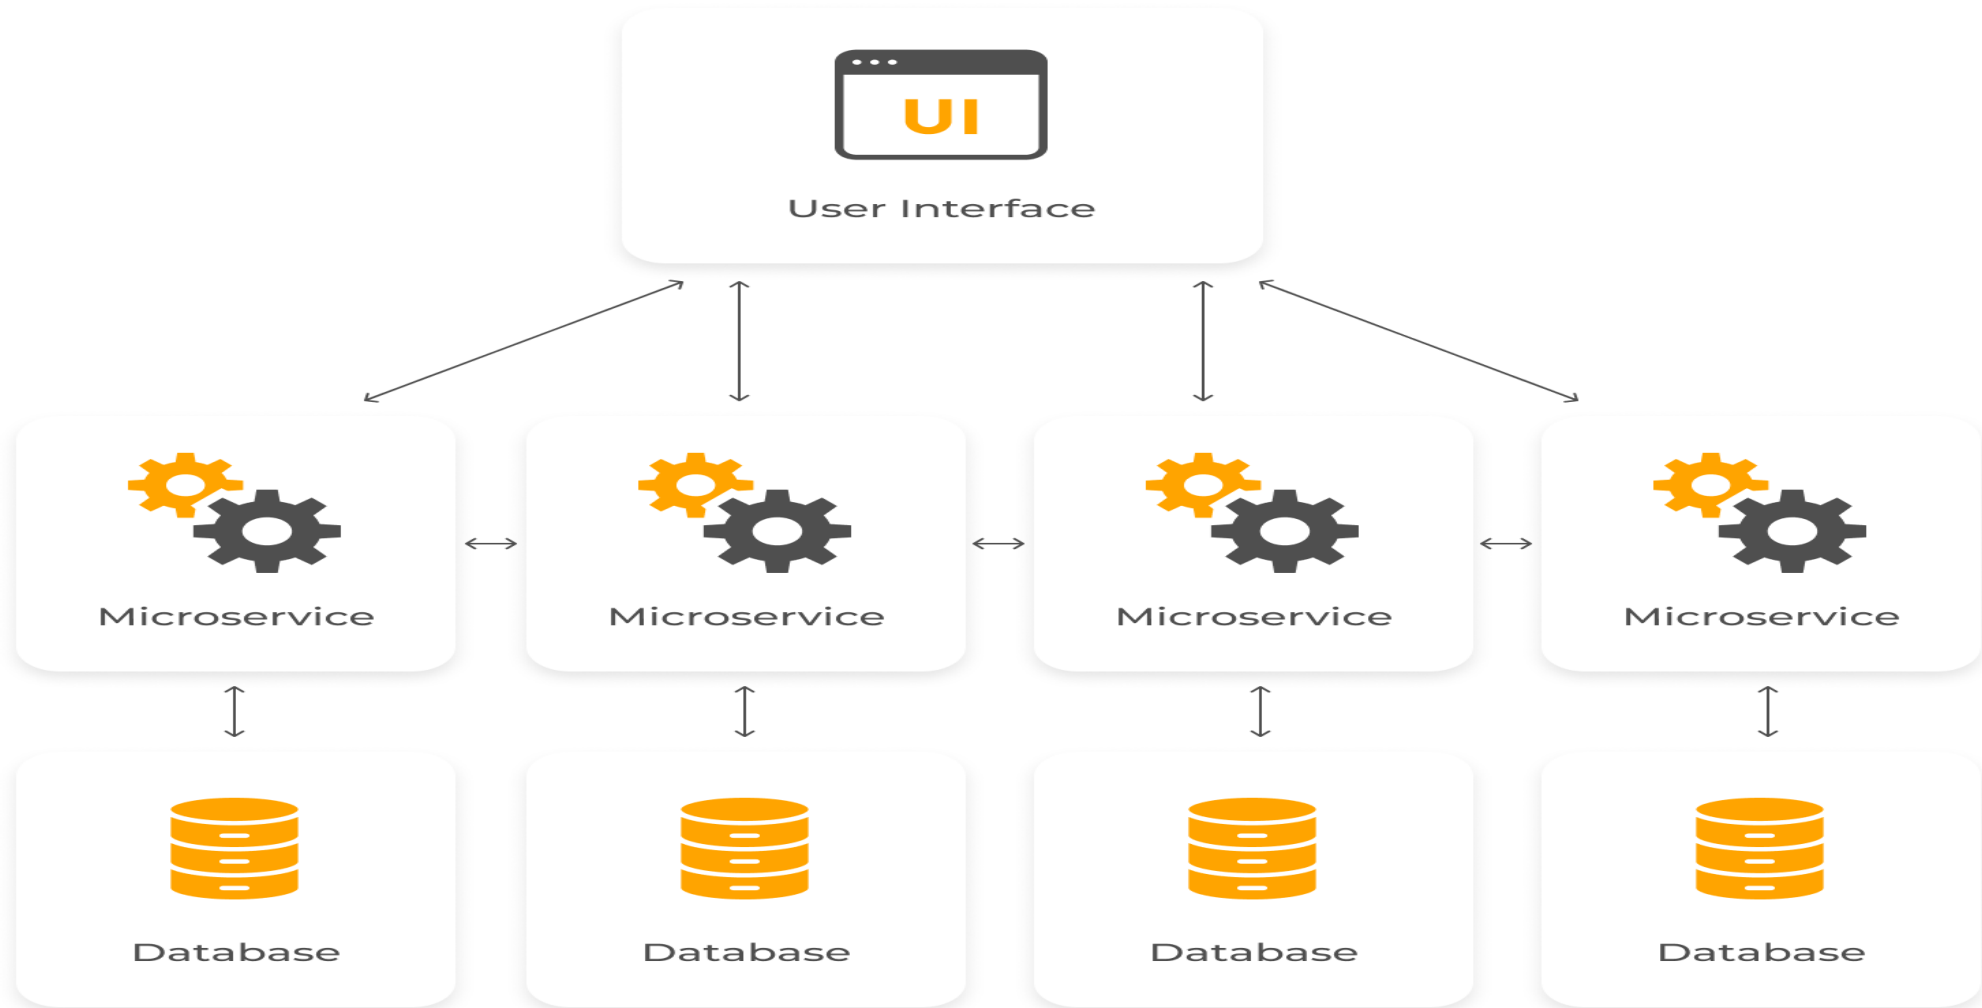 UI
User Interface
Microservice
Microservice
Microservice
Microservice
Database
Database
Database
Database